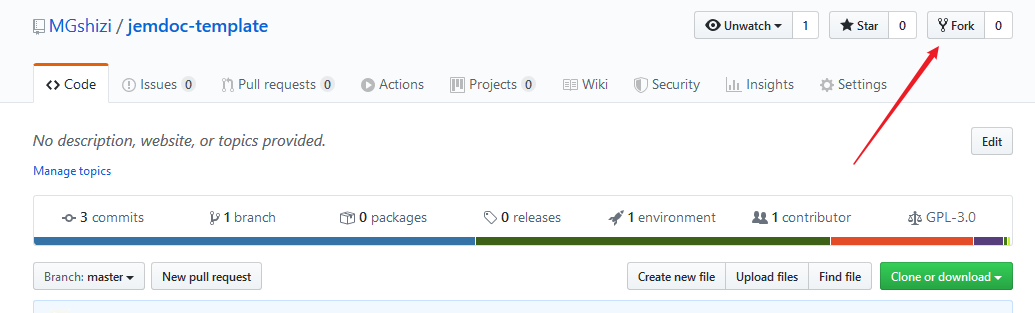 MGshizi / jemdoc-template
Unwatch 1 Star 0 Fork 0
Code Issues 0 Pull requests 0 Actions Projects 0 Wiki Security Insights Settings
No description, website, or topics provided. Edit
Manage topics
3 commits 1 branch 0 packages 0 releases 1 environment 1 contributor GPL-3.0
Branch: master New pull request Create new file Upload files Find file Clone or download